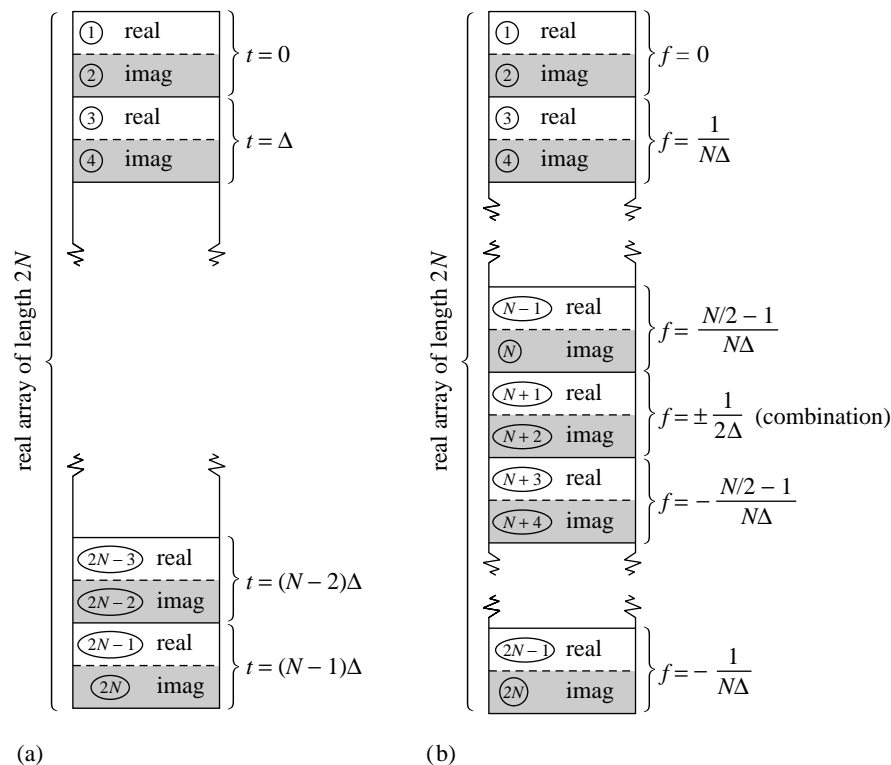 real array of length 2N
① real
② imag
t = 0
③ real
④ imag
t = Δ
2N − 3 real
2N − 2 imag
t = (N − 2)Δ
2N − 1 real
2N imag
t = (N − 1)Δ
(a)
real array of length 2N
① real
② imag
f = 0
③ real
④ imag
f = 1/NΔ
N − 1 real
N imag
f = N/2 − 1/NΔ
N + 1 real
N + 2 imag
f = ± 1/2Δ (combination)
N + 3 real
N + 4 imag
f = − N/2 − 1/NΔ
2N − 1 real
2N imag
f = − 1/NΔ
(b)